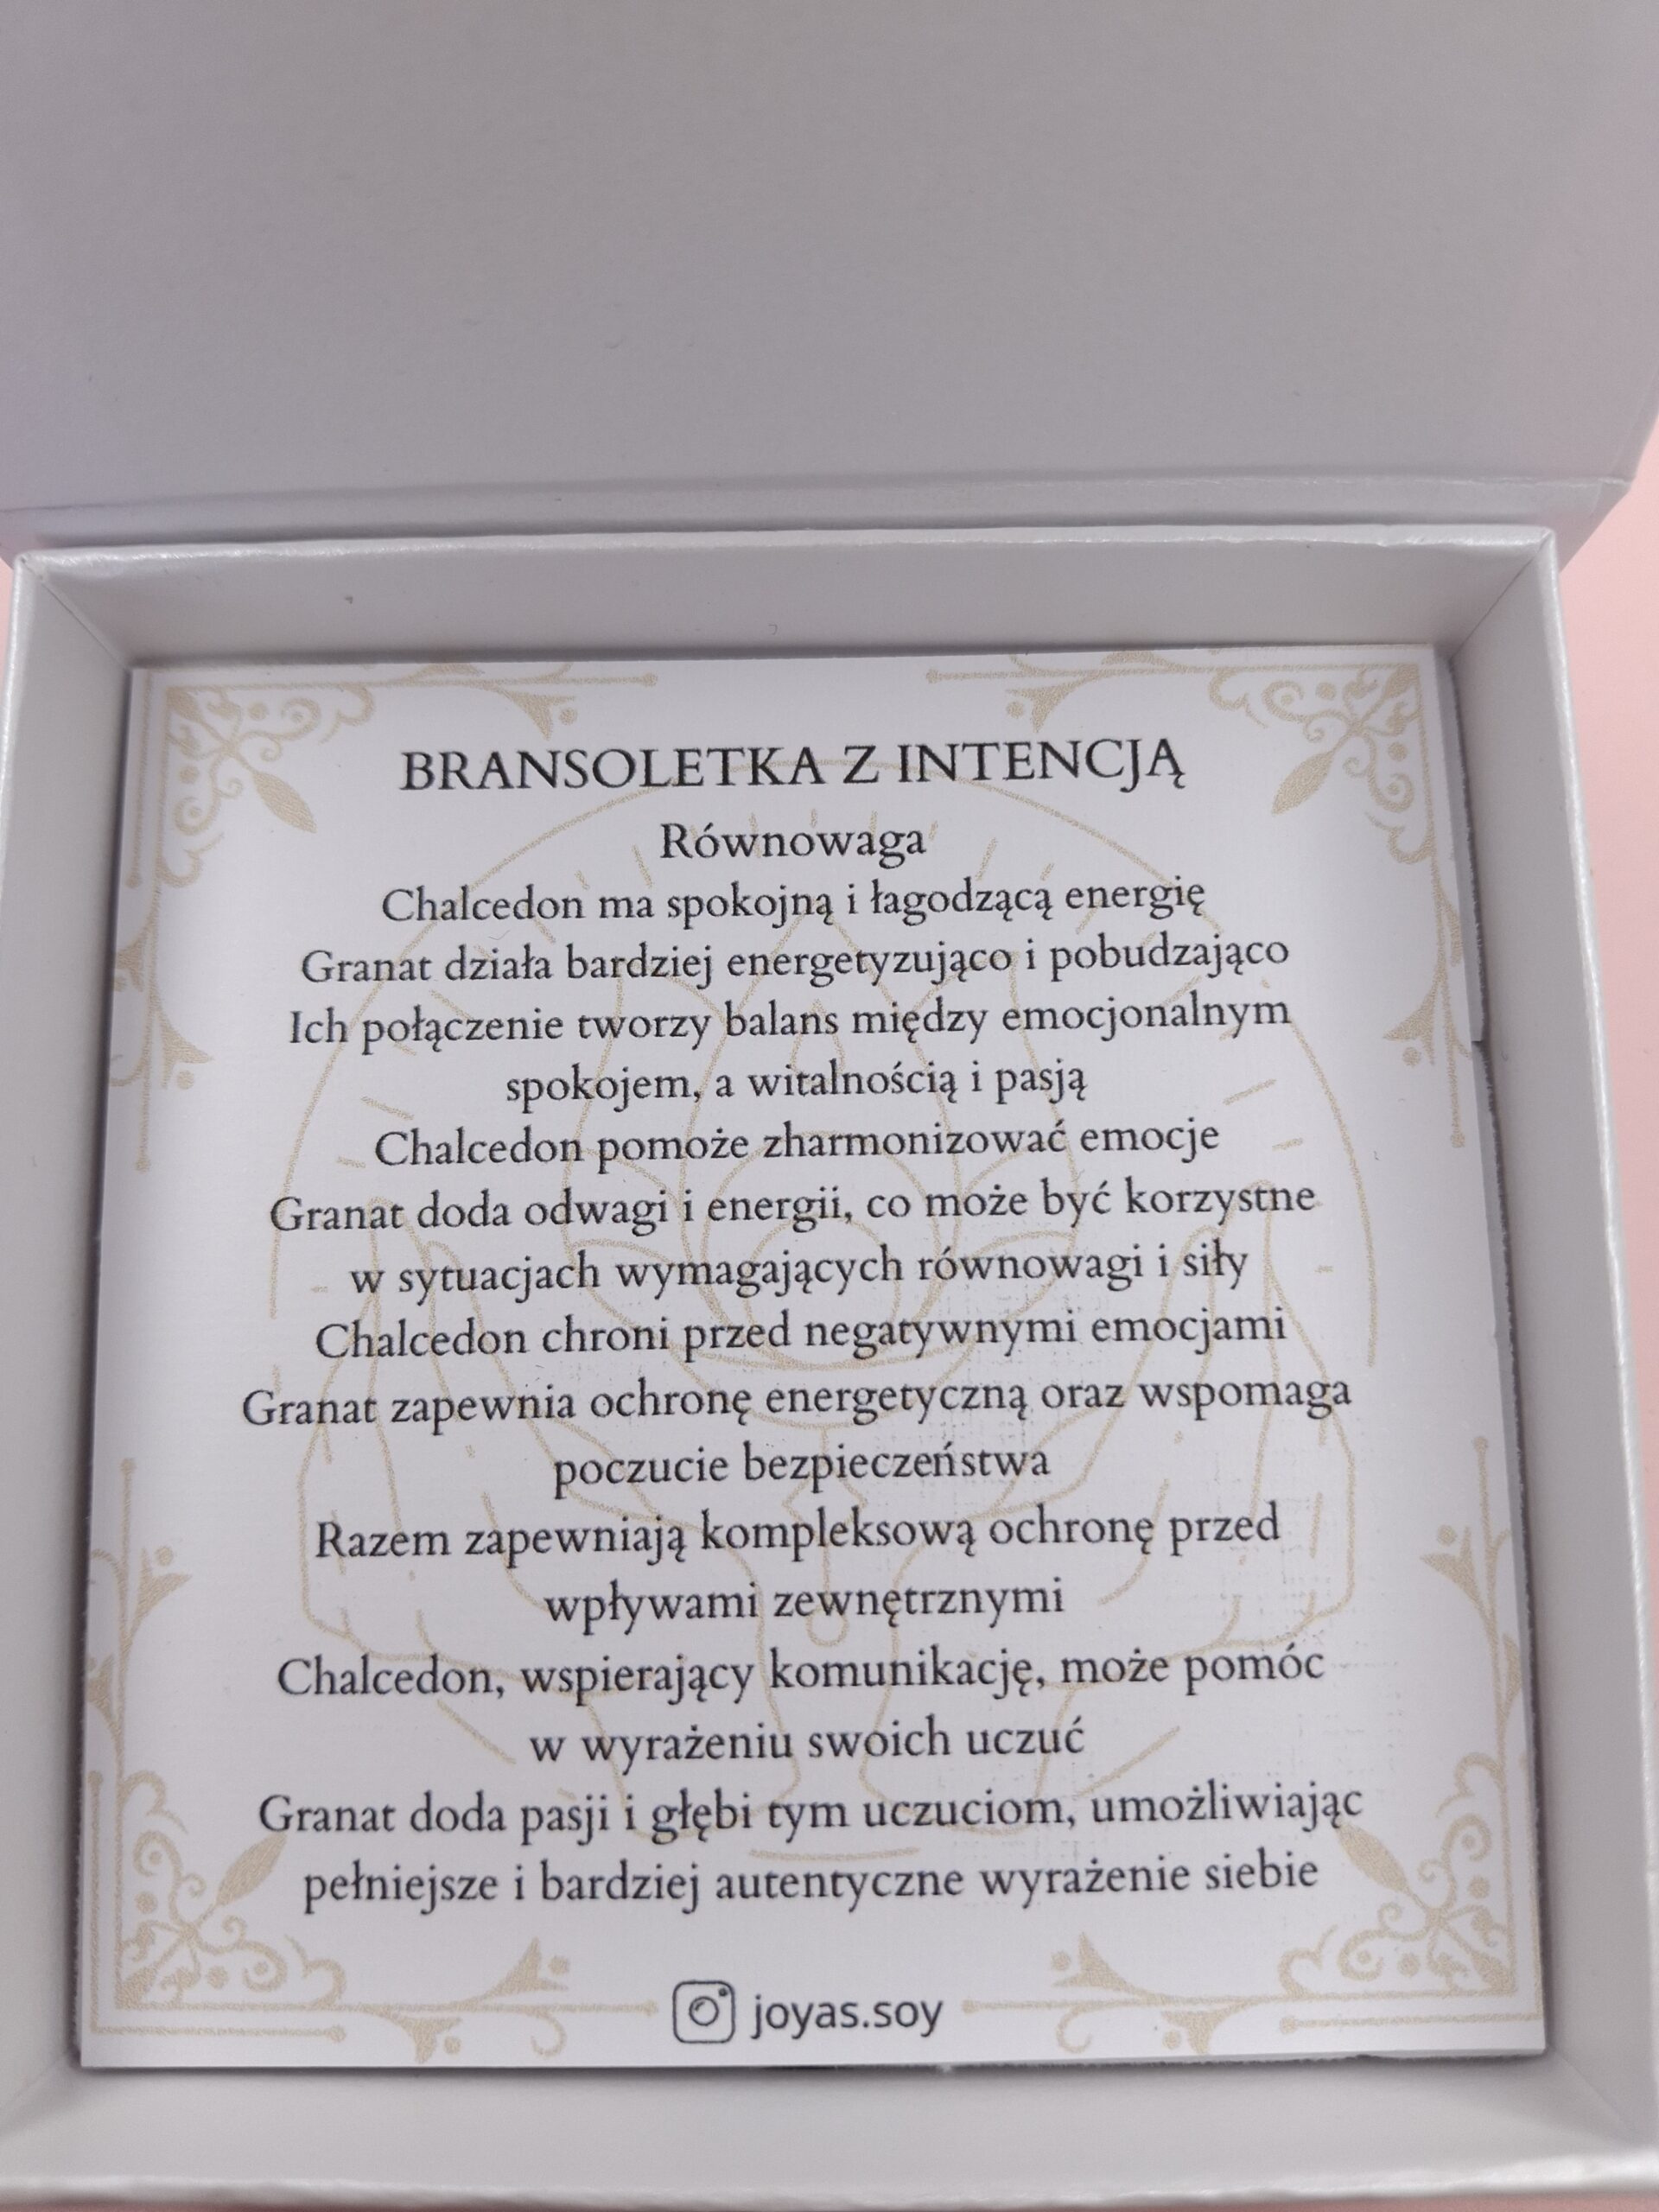 BRANSOLETKA Z INTENCJĄ
Równowaga
Chalcedon ma spokojną i łagodzącą energię
Granat działa bardziej energetyzująco i pobudzająco
Ich połączenie tworzy balans między emocjonalnym
spokojem, a witalnością i pasją
Chalcedon pomoże zharmonizować emocje
Granat doda odwagi i energii, co może być korzystne
w sytuacjach wymagających równowagi i siły
Chalcedon chroni przed negatywnymi emocjami
Granat zapewnia ochronę energetyczną oraz wspomaga
poczucie bezpieczeństwa
Razem zapewniają kompleksową ochronę przed
wpływami zewnętrznymi
Chalcedon, wspierający komunikację, może pomóc
w wyrażeniu swoich uczuć
Granat doda pasji i głębi tym uczuciom, umożliwiając
pełniejsze i bardziej autentyczne wyrażenie siebie
joyas.soy